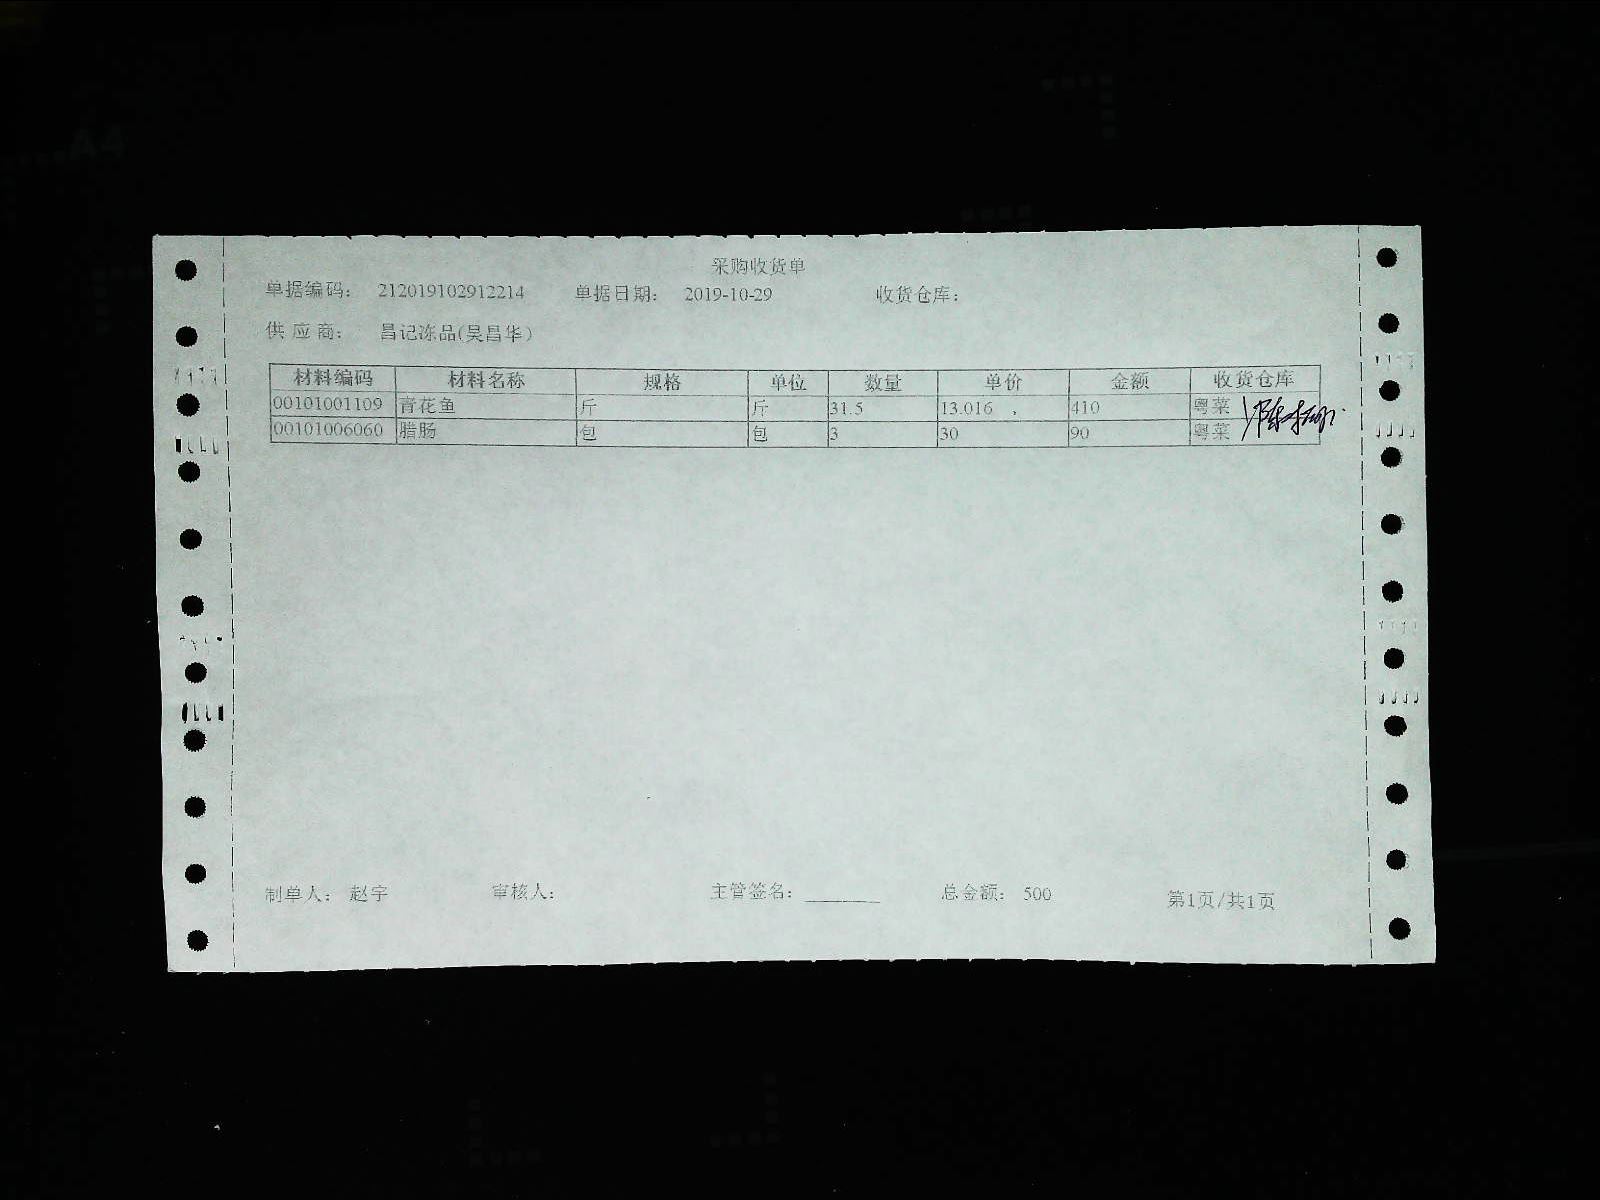 采购收货单
单据编码： 212019102912214 单据日期： 2019-10-29 收货仓库：
供 应 商： 昌记冻品(吴昌华）
材料编码 材料名称 规格 单位 数量 单价 金额 收货仓库
00101001109 青花鱼 斤 斤 31.5 13.016 410 粤菜
00101006060 腊肠 包 包 3 30 90 粤菜
制单人： 赵宇 审核人： 主管签名： 总金额： 500 第1页/共1页